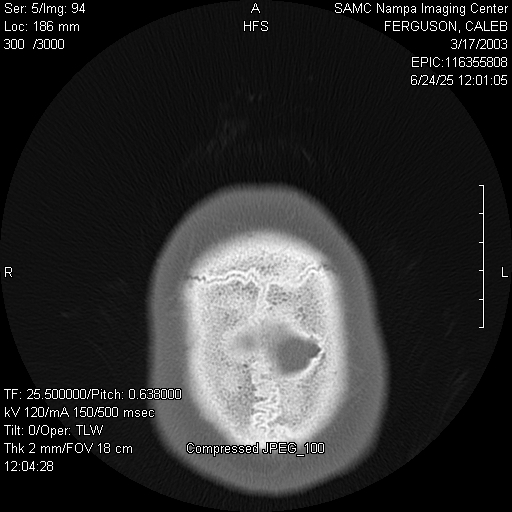 Ser: 5/Img: 94
Loc: 186 mm
300 /3000
A
HFS
SAMC Nampa Imaging Center
FERGUSON, CALEB
3/17/2003
EPIC:116355808
6/24/25 12:01:05
R
L
TF: 25.500000/Pitch: 0.638000
kV 120/mA 150/500 msec
Tilt: 0/Oper: TLW
Thk 2 mm/FOV 18 cm
12:04:28
Compressed JPEG_100